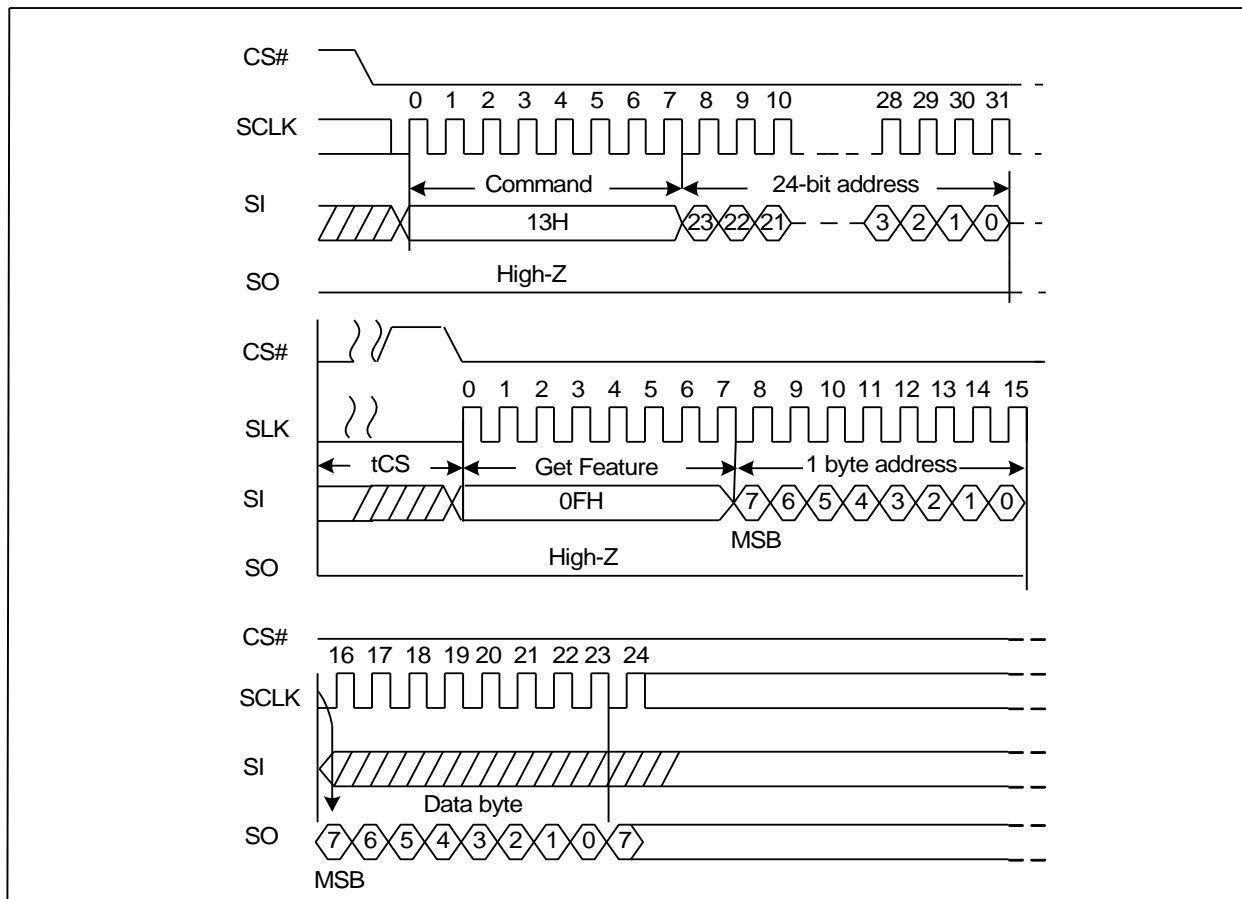 CS#
0 1 2 3 4 5 6 7 8 9 10 28 29 30 31
SCLK
Command 24-bit address
SI
13H 23 22 21 3 2 1 0
High-Z
SO
CS#
0 1 2 3 4 5 6 7 8 9 10 11 12 13 14 15
SLK
tCS Get Feature 1 byte address
SI 0FH 7 6 5 4 3 2 1 0
MSB
High-Z
SO
CS#
16 17 18 19 20 21 22 23 24
SCLK
SI
Data byte
SO 7 6 5 4 3 2 1 0 7
MSB